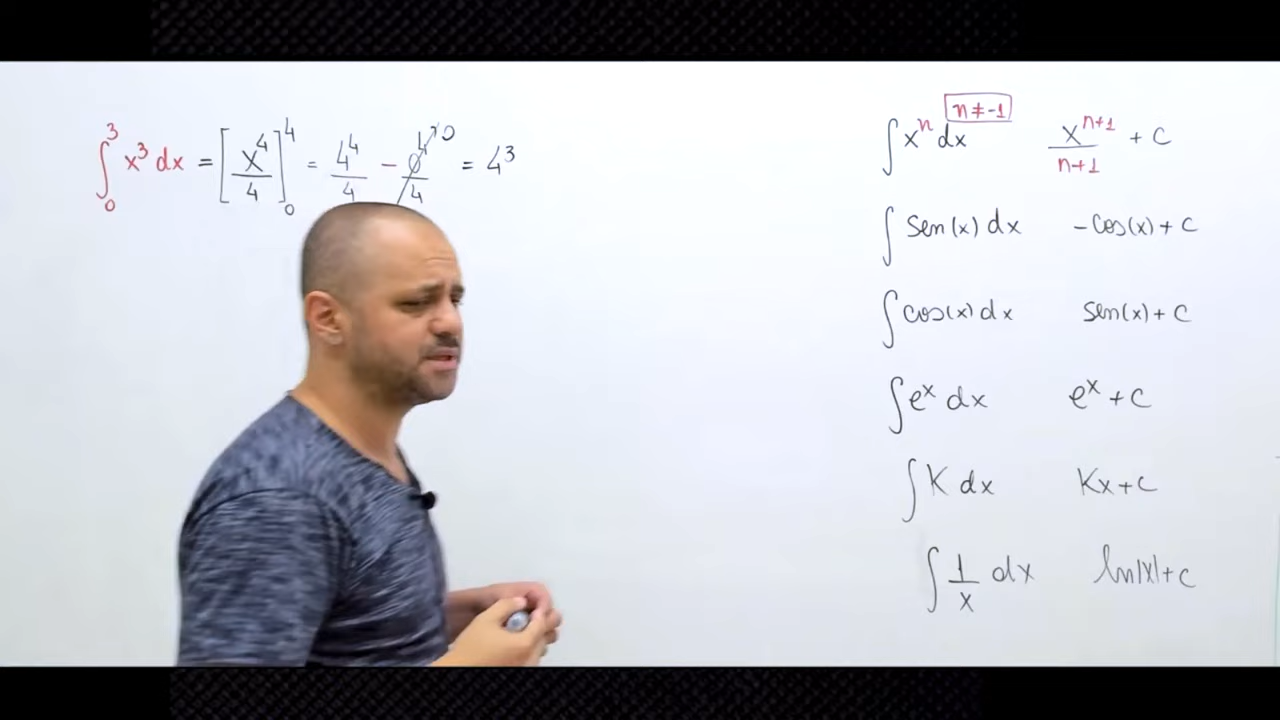 ∫₀³ x³ dx = [x⁴/4]₀⁴ = 4⁴/4 - 0⁴/4 0 = 4³
∫ xⁿ dx n≠-1 xⁿ⁺¹/n+1 + C
∫ Sen(x) dx -Cos(x) + C
∫ cos(x) dx Sen(x) + C
∫ eˣ dx eˣ + C
∫ K dx Kx + C
∫ 1/x dx ln|x| + C